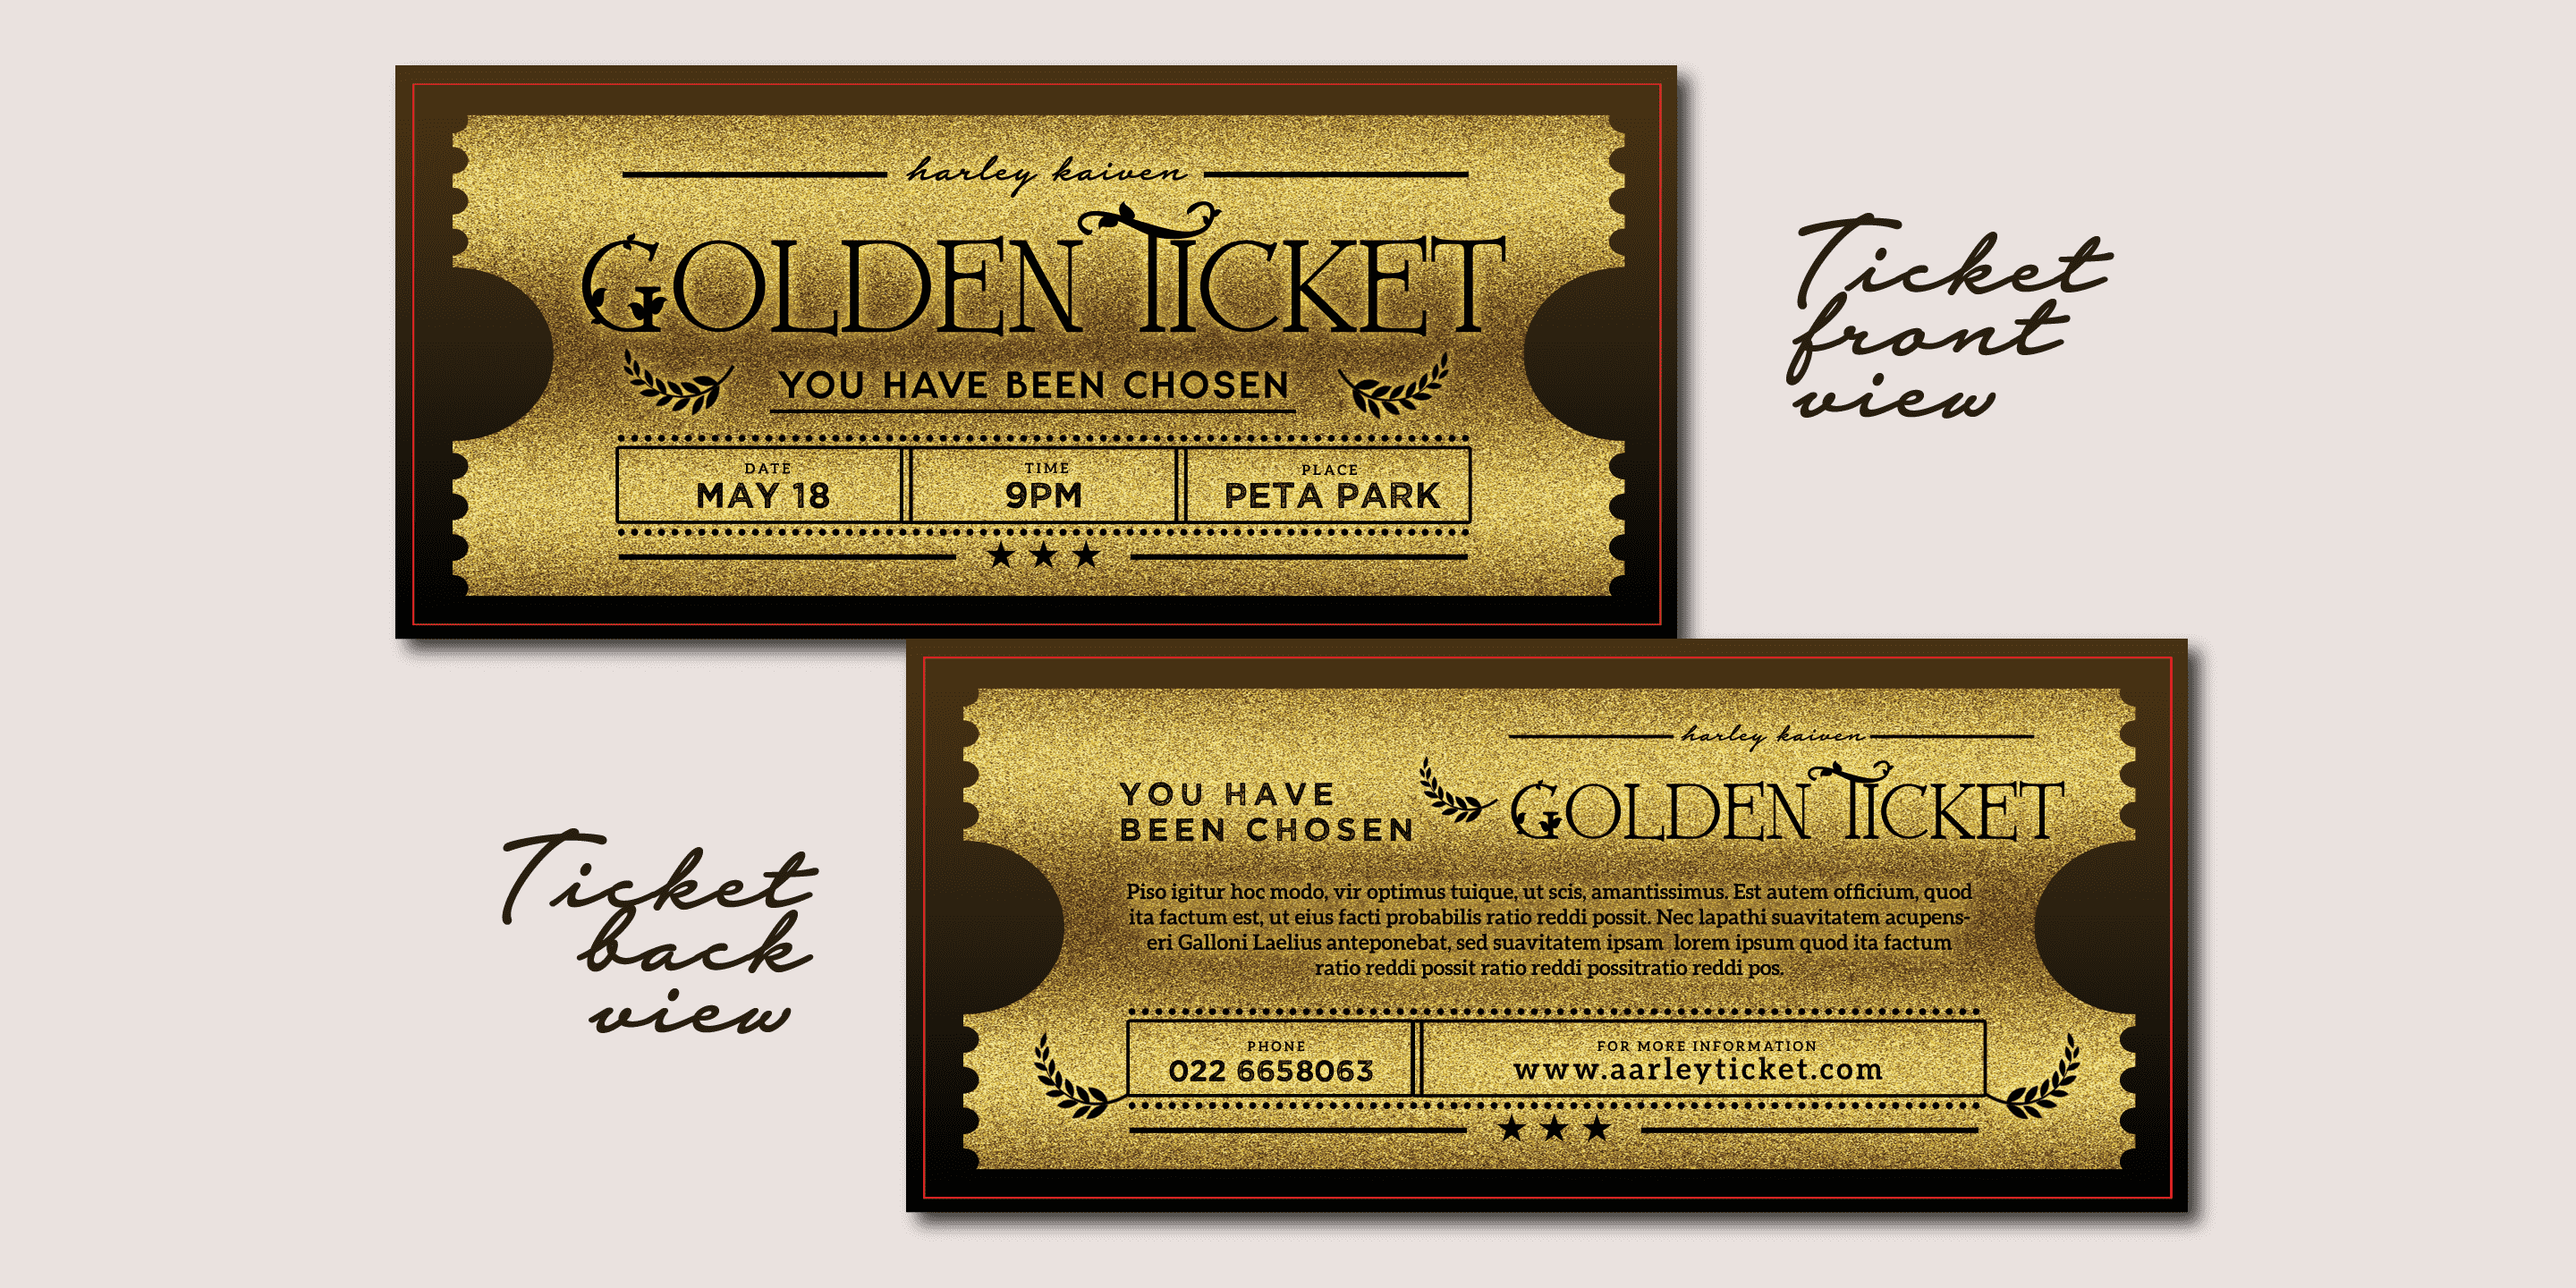 harley kaiven
GOLDEN TICKET
YOU HAVE BEEN CHOSEN
DATE
MAY 18
TIME
9PM
PLACE
PETA PARK
Ticket
front
view
Ticket
back
view
YOU HAVE
BEEN CHOSEN
harley kaiven
GOLDEN TICKET
Piso igitur hoc modo, vir optimus tuique, ut scis, amantissimus. Est autem officium, quod
ita factum est, ut eius facti probabilis ratio reddi possit. Nec lapathi suavitatem acupens-
eri Galloni Laelius anteponebat, sed suavitatem ipsam  lorem ipsum quod ita factum
ratio reddi possit ratio reddi possitratio reddi pos.
PHONE
022 6658063
FOR MORE INFORMATION
www.aarleyticket.com